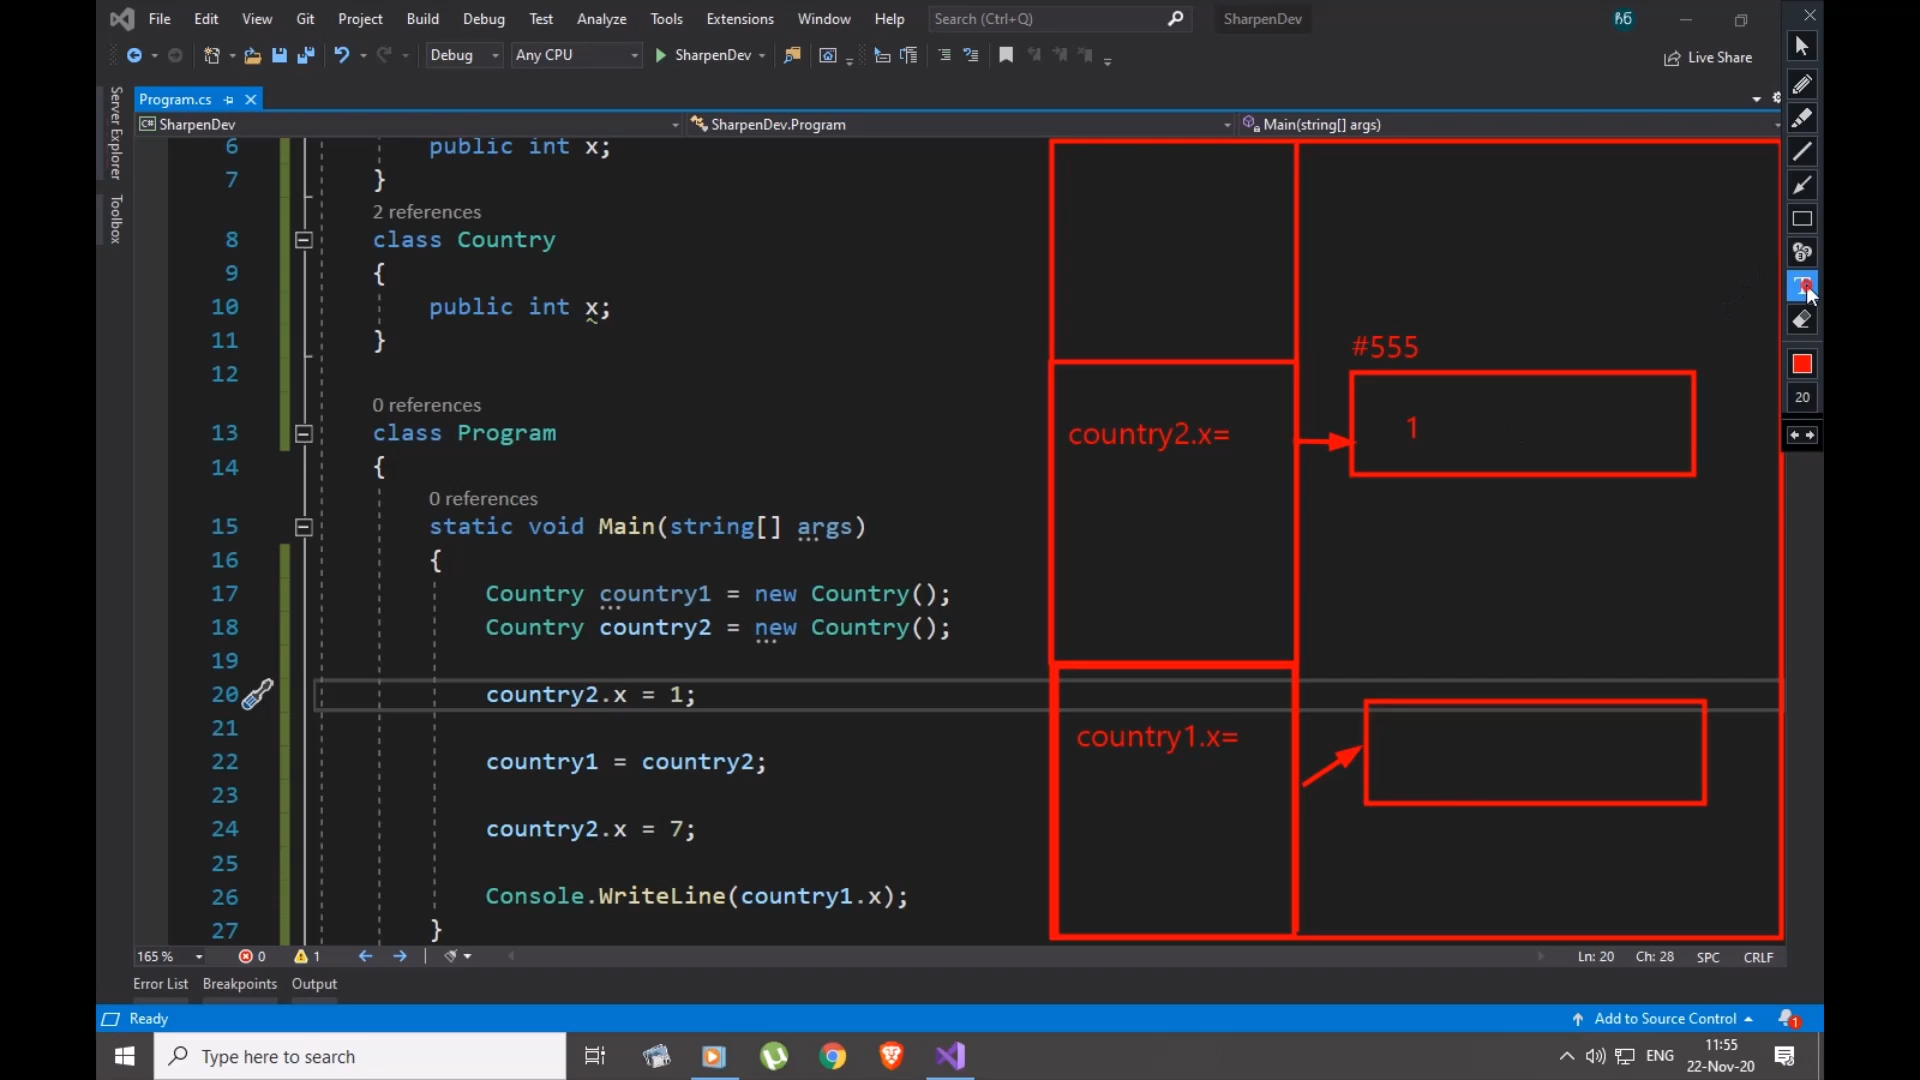 File Edit View Git Project Build Debug Test Analyze Tools Extensions Window Help Search (Ctrl+Q) SharpenDev
Debug Any CPU SharpenDev Live Share
Server Explorer
Toolbox
Program.cs
C# SharpenDev SharpenDev.Program Main(string[] args)
6 public int x;
7 }
2 references
8 class Country
9 {
10 public int x;
11 }
12
0 references
13 class Program
14 {
0 references
15 static void Main(string[] args)
16 {
17 Country country1 = new Country();
18 Country country2 = new Country();
19
20 country2.x = 1;
21
22 country1 = country2;
23
24 country2.x = 7;
25
26 Console.WriteLine(country1.x);
27 }
#555
country2.x=
1
country1.x=
20
165 % 0 1 Ln: 20 Ch: 28 SPC CRLF
Error List Breakpoints Output
Ready Add to Source Control 1
Type here to search ENG 11:55
22-Nov-20